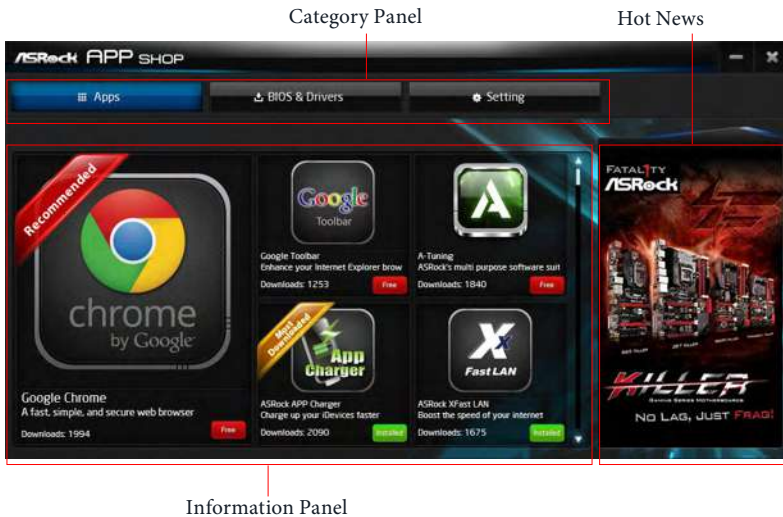 Category Panel
Hot News
ASRock APP SHOP
Apps
BIOS & Drivers
Setting
Recommended
chrome
by Google
Google Chrome
A fast, simple, and secure web browser
Downloads: 1994
Free
Google
Toolbar
Google Toolbar
Enhance your Internet Explorer brow
Downloads: 1253
Free
A
A-Tuning
ASRock's multi purpose software suit
Downloads: 1840
Free
Most
Downloaded
App
Charger
ASRock APP Charger
Charge up your iDevices faster
Downloads: 2090
Installed
X
Fast LAN
ASRock XFast LAN
Boost the speed of your internet
Downloads: 1675
Installed
FATAL1TY
ASRock
KILLER
GAMING SERIES MOTHERBOARDS
NO LAG, JUST FRAG!
Information Panel